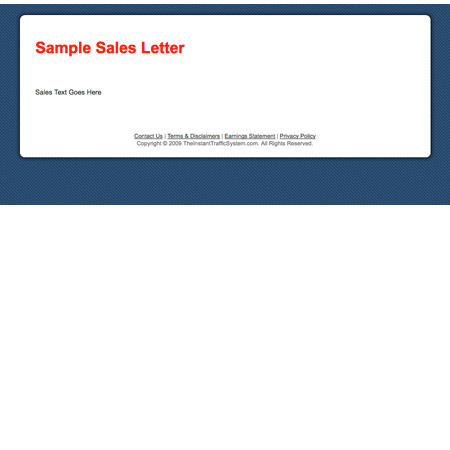 Sample Sales Letter
Sales Text Goes Here
Contact Us | Terms & Disclaimers | Earnings Statement | Privacy Policy
Copyright © 2009 TheInstantTrafficSystem.com. All Rights Reserved.